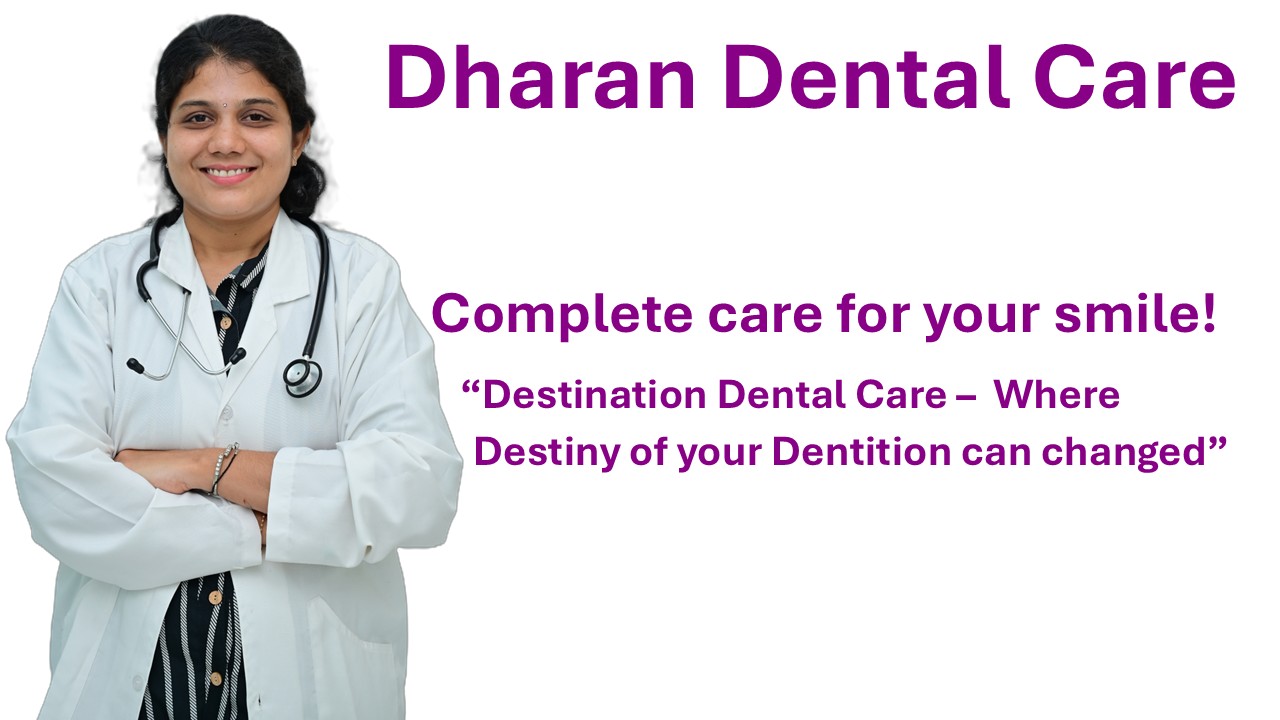 Dharan Dental Care
Complete care for your smile!
“Destination Dental Care – Where
Destiny of your Dentition can changed”